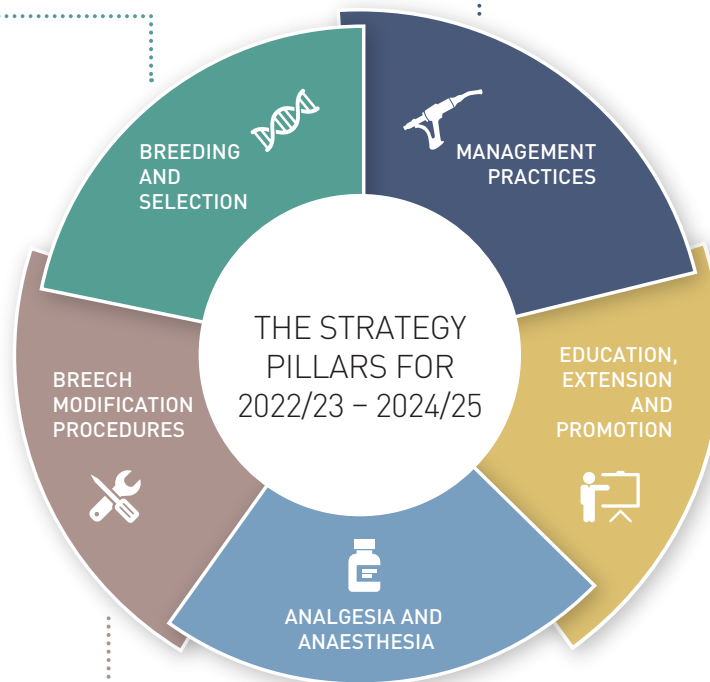 BREEDING
AND
SELECTION
MANAGEMENT
PRACTICES
THE STRATEGY
PILLARS FOR
2022/23 – 2024/25
EDUCATION,
EXTENSION
AND
PROMOTION
BREECH
MODIFICATION
PROCEDURES
ANALGESIA AND
ANAESTHESIA